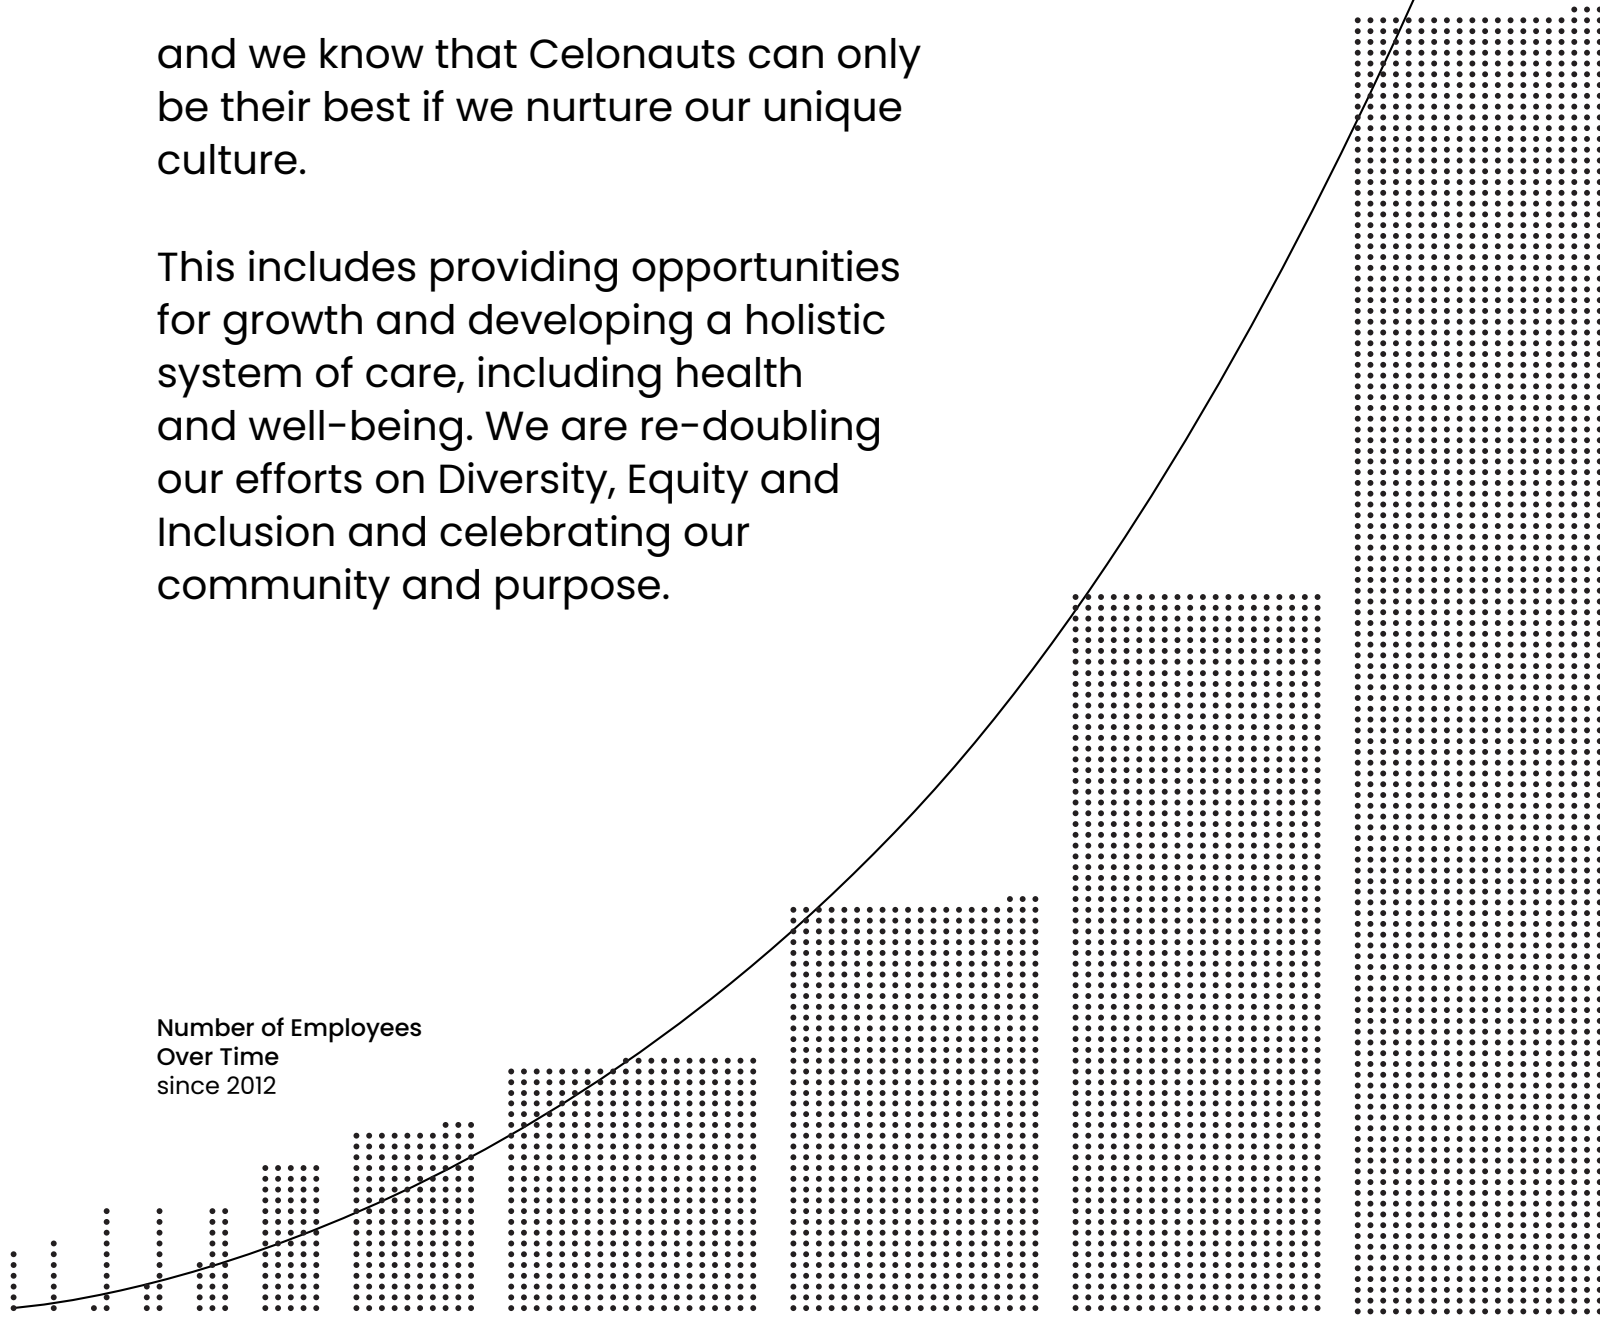 and we know that Celonauts can only
be their best if we nurture our unique
culture.
This includes providing opportunities
for growth and developing a holistic
system of care, including health
and well-being. We are re-doubling
our efforts on Diversity, Equity and
Inclusion and celebrating our
community and purpose.
Number of Employees
Over Time
since 2012